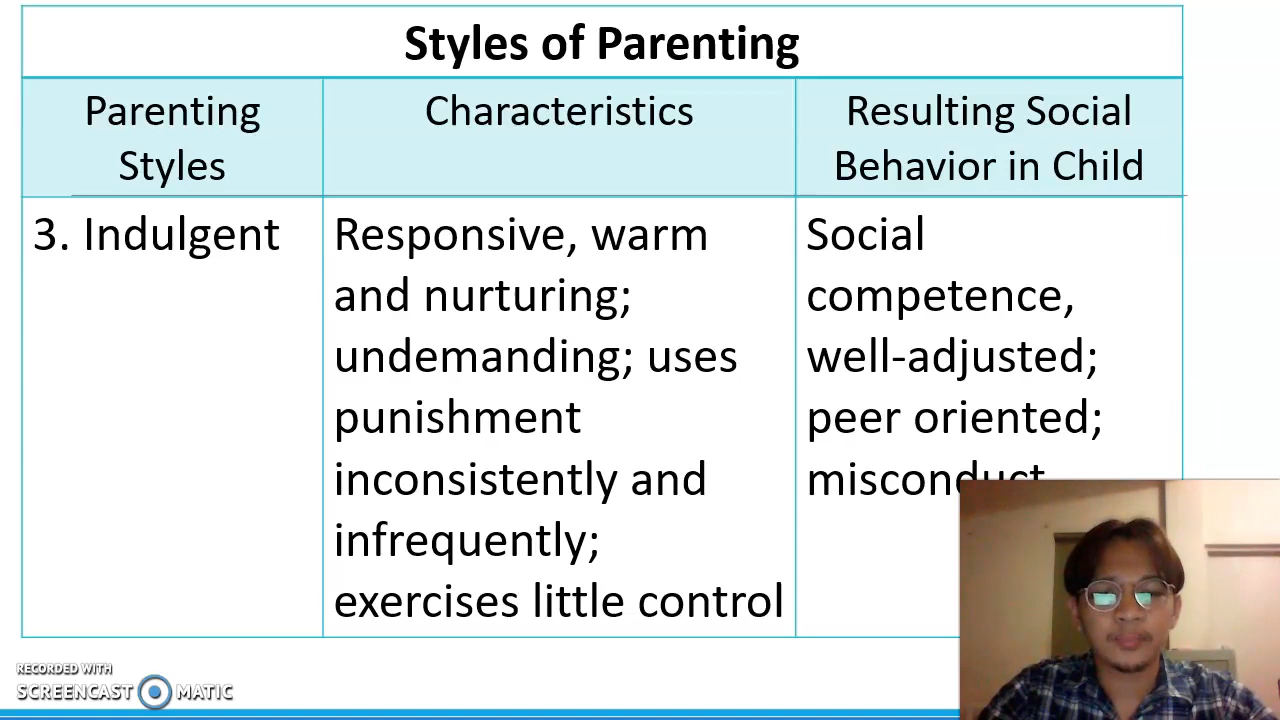 Styles of Parenting
Parenting
Styles
Characteristics
Resulting Social
Behavior in Child
3. Indulgent
Responsive, warm
and nurturing;
undemanding; uses
punishment
inconsistently and
infrequently;
exercises little control
Social
competence,
well-adjusted;
peer oriented;
misconduct
RECORDED WITH
SCREENCAST MATIC